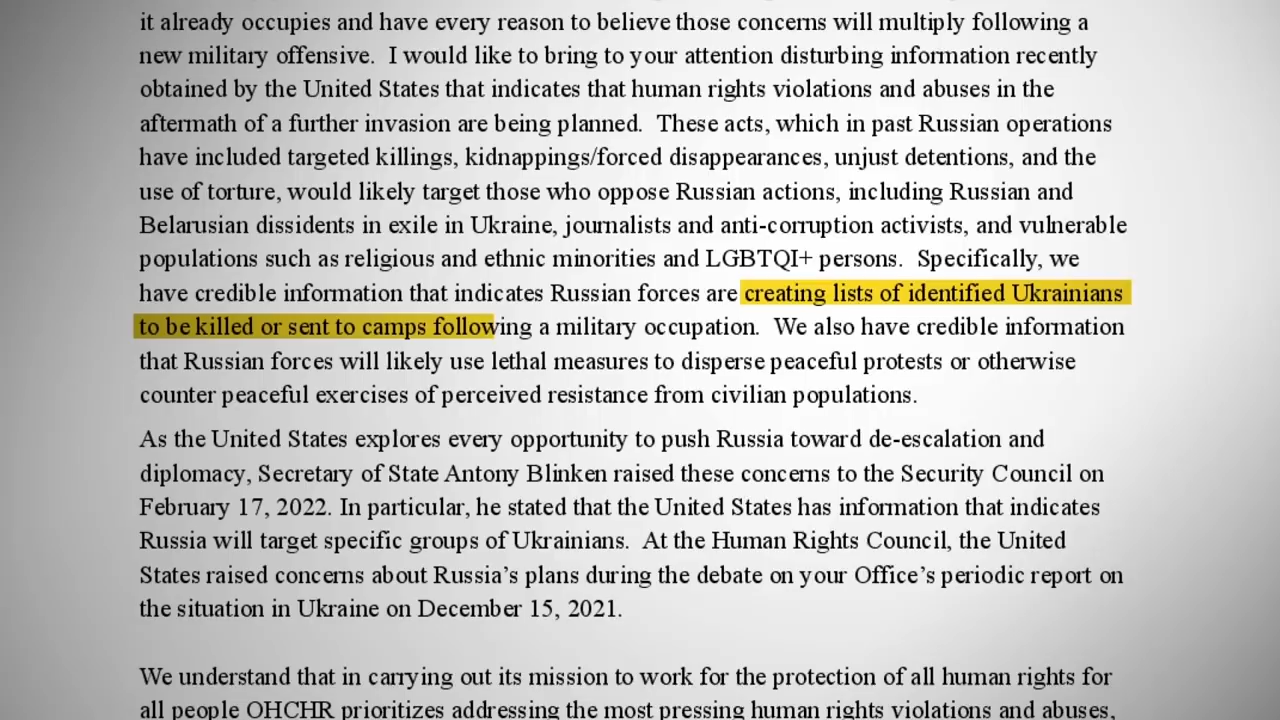 it already occupies and have every reason to believe those concerns will multiply following a
new military offensive.  I would like to bring to your attention disturbing information recently
obtained by the United States that indicates that human rights violations and abuses in the
aftermath of a further invasion are being planned.  These acts, which in past Russian operations
have included targeted killings, kidnappings/forced disappearances, unjust detentions, and the
use of torture, would likely target those who oppose Russian actions, including Russian and
Belarusian dissidents in exile in Ukraine, journalists and anti-corruption activists, and vulnerable
populations such as religious and ethnic minorities and LGBTQI+ persons.  Specifically, we
have credible information that indicates Russian forces are creating lists of identified Ukrainians
to be killed or sent to camps following a military occupation.  We also have credible information
that Russian forces will likely use lethal measures to disperse peaceful protests or otherwise
counter peaceful exercises of perceived resistance from civilian populations.
As the United States explores every opportunity to push Russia toward de-escalation and
diplomacy, Secretary of State Antony Blinken raised these concerns to the Security Council on
February 17, 2022. In particular, he stated that the United States has information that indicates
Russia will target specific groups of Ukrainians.  At the Human Rights Council, the United
States raised concerns about Russia's plans during the debate on your Office's periodic report on
the situation in Ukraine on December 15, 2021.
We understand that in carrying out its mission to work for the protection of all human rights for
all people OHCHR prioritizes addressing the most pressing human rights violations and abuses,